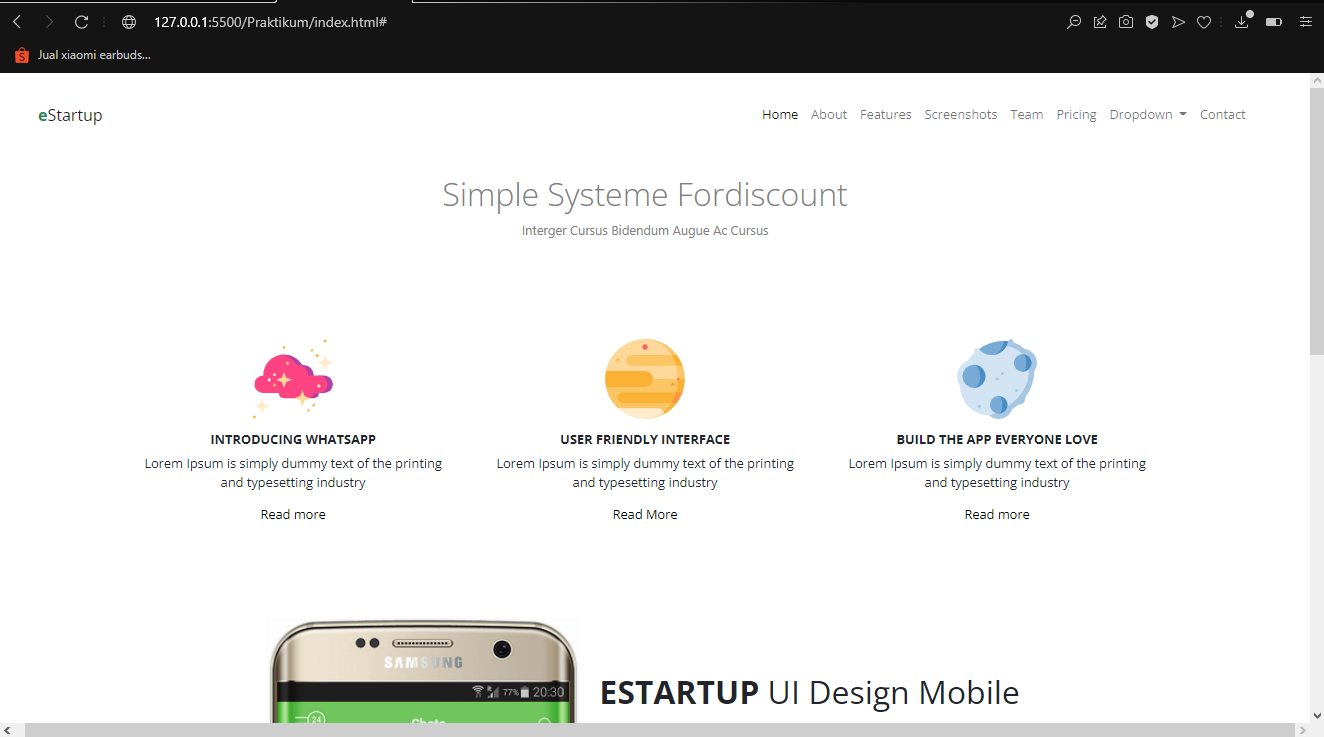 127.0.0.1:5500/Praktikum/index.html#
Jual xiaomi earbuds...
eStartup
Home About Features Screenshots Team Pricing Dropdown Contact
Simple Systeme Fordiscount
Interger Cursus Bidendum Augue Ac Cursus
INTRODUCING WHATSAPP
Lorem Ipsum is simply dummy text of the printing
and typesetting industry
Read more
USER FRIENDLY INTERFACE
Lorem Ipsum is simply dummy text of the printing
and typesetting industry
Read More
BUILD THE APP EVERYONE LOVE
Lorem Ipsum is simply dummy text of the printing
and typesetting industry
Read more
SAMSUNG
77% 20:30
24
Chats
ESTARTUP UI Design Mobile